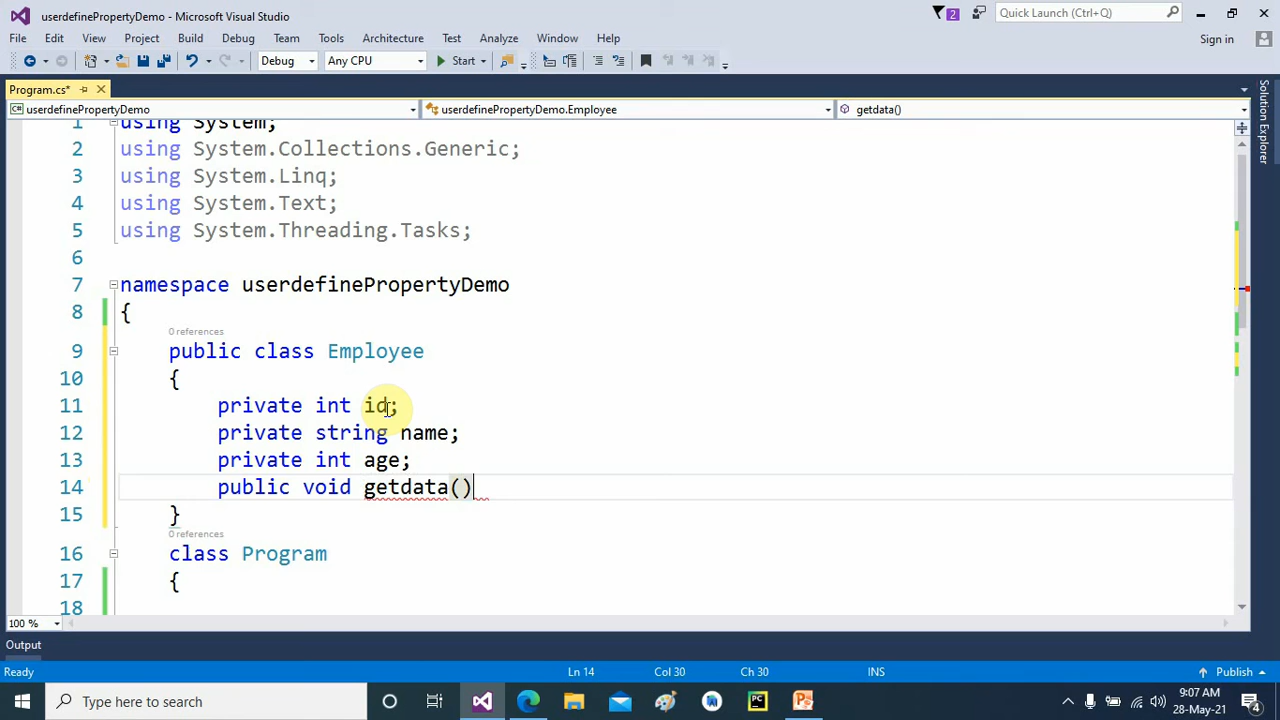 userdefinePropertyDemo - Microsoft Visual Studio
2
Quick Launch (Ctrl+Q)
File Edit View Project Build Debug Team Tools Architecture Test Analyze Window Help
Sign in
Debug Any CPU Start
Program.cs*
C# userdefinePropertyDemo userdefinePropertyDemo.Employee getdata()
Solution Explorer
1 using System;
2 using System.Collections.Generic;
3 using System.Linq;
4 using System.Text;
5 using System.Threading.Tasks;
6
7 namespace userdefinePropertyDemo
8 {
0 references
9 public class Employee
10 {
11 private int id;
12 private string name;
13 private int age;
14 public void getdata()
15 }
0 references
16 class Program
17 {
18
100 %
Output
Ready Ln 14 Col 30 Ch 30 INS Publish
Type here to search
PC
9:07 AM
28-May-21
4